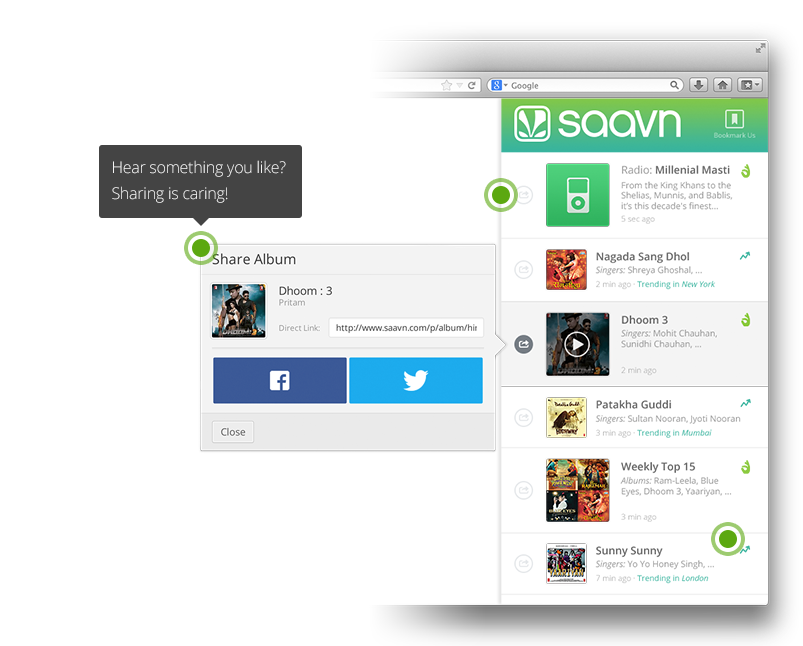 Google
saavn
Bookmark Us
Hear something you like?
Sharing is caring!
Radio: Millenial Masti
From the King Khans to the
Shelias, Munnis, and Bablis,
it's this decade's finest...
5 sec ago
Share Album
Dhoom : 3
Pritam
Direct Link:
http://www.saavn.com/p/album/hin
Close
Nagada Sang Dhol
Singers: Shreya Ghoshal, ...
2 min ago · Trending in New York
Dhoom 3
Singers: Mohit Chauhan,
Sunidhi Chauhan, ...
2 min ago
Patakha Guddi
Singers: Sultan Nooran, Jyoti Nooran
3 min ago · Trending in Mumbai
Weekly Top 15
Albums: Ram-Leela, Blue
Eyes, Dhoom 3, Yaariyan, ...
3 min ago
Sunny Sunny
Singers: Yo Yo Honey Singh, ...
7 min ago · Trending in London